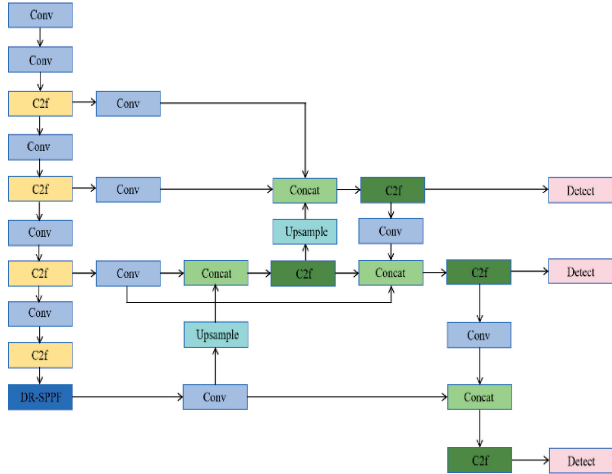 Conv
Conv
C2f Conv
Conv
C2f Conv Concat C2f Detect
Conv Upsample Conv
C2f Conv Concat C2f Concat C2f Detect
Conv Upsample Conv
C2f
DR-SPPF Conv Concat
C2f Detect